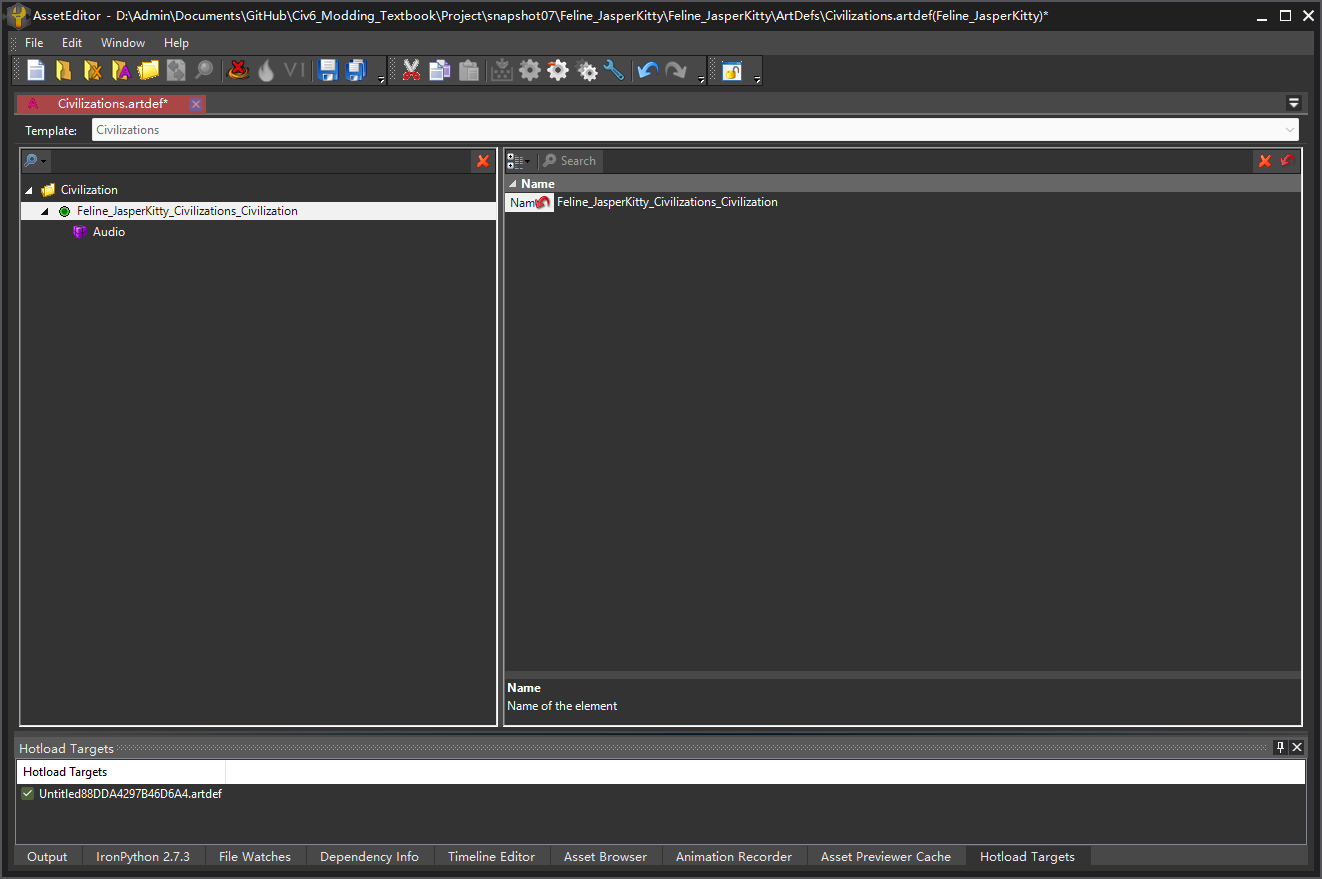 AssetEditor - D:\Admin\Documents\GitHub\Civ6_Modding_Textbook\Project\snapshot07\Feline_JasperKitty\Feline_JasperKitty\ArtDefs\Civilizations.artdef(Feline_JasperKitty)*
File Edit Window Help
VI
A Civilizations.artdef*
Template: Civilizations
Search
Civilization
Feline_JasperKitty_Civilizations_Civilization
Audio
Name
Feline_JasperKitty_Civilizations_Civilization
Name
Name of the element
Hotload Targets
Hotload Targets
Untitled88DDA4297B46D6A4.artdef
Output IronPython 2.7.3 File Watches Dependency Info Timeline Editor Asset Browser Animation Recorder Asset Previewer Cache Hotload Targets